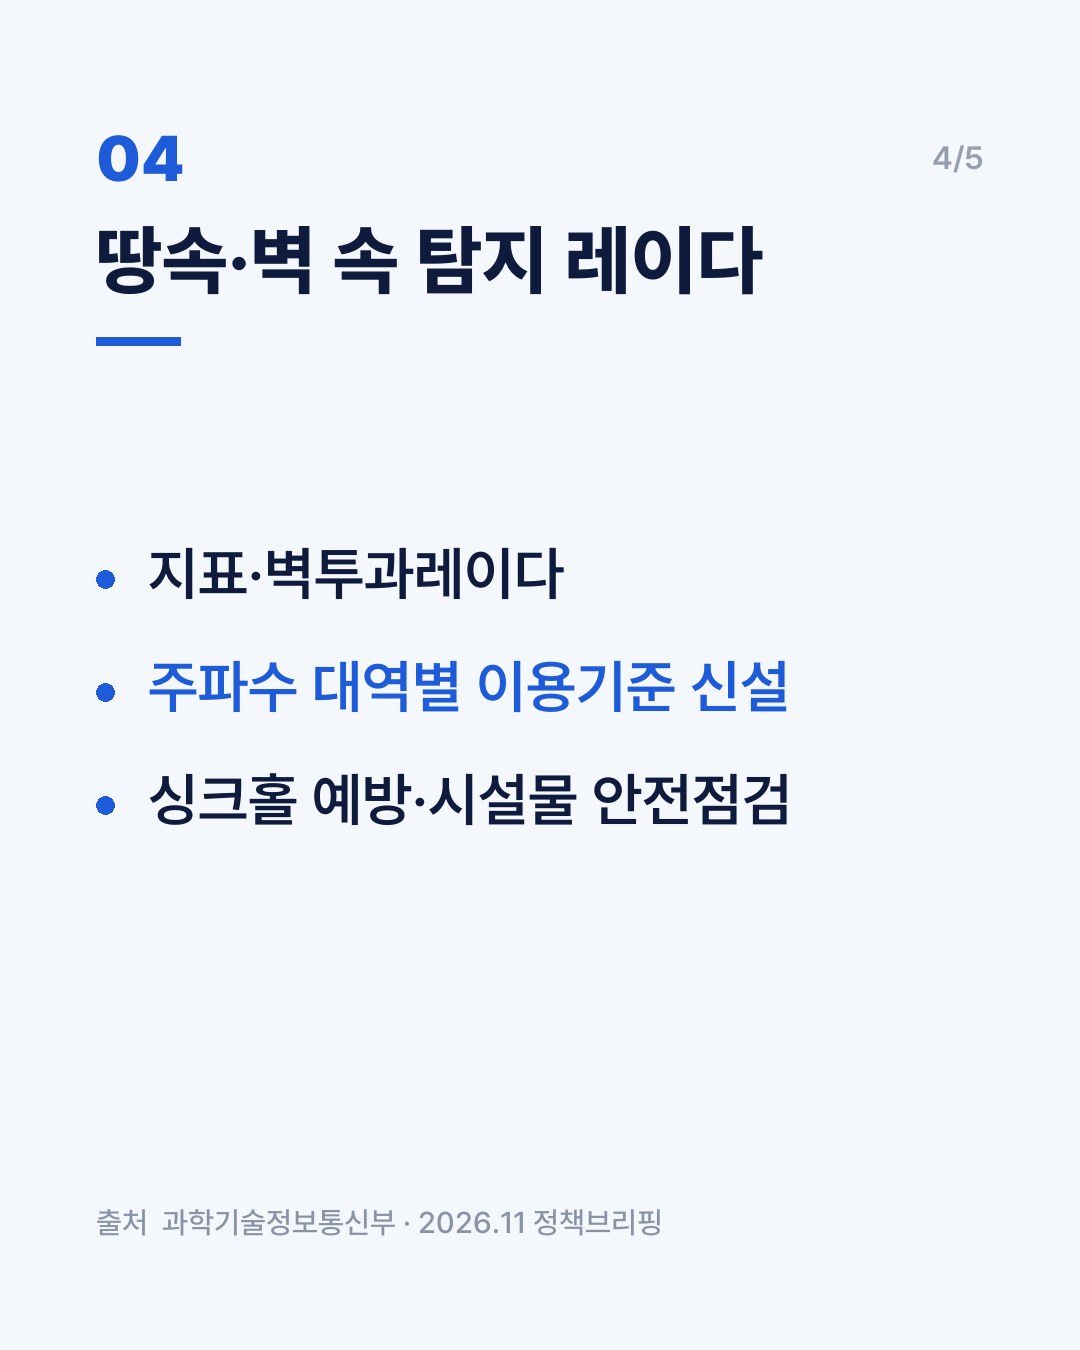 04
4/5
땅속·벽 속 탐지 레이다
지표·벽투과레이다
주파수 대역별 이용기준 신설
싱크홀 예방·시설물 안전점검
출처 과학기술정보통신부 · 2026.11 정책브리핑